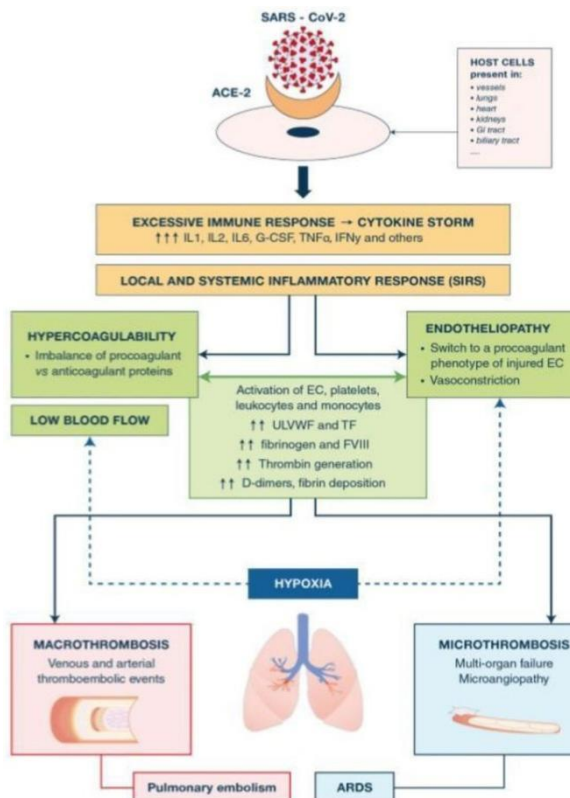 SARS - CoV-2
ACE-2
HOST CELLS
present in:
• vessels
• lungs
• heart
• kidneys
• GI tract
• biliary tract
....
EXCESSIVE IMMUNE RESPONSE → CYTOKINE STORM
↑↑↑ IL1, IL2, IL6, G-CSF, TNFα, IFNy and others
LOCAL AND SYSTEMIC INFLAMMATORY RESPONSE (SIRS)
HYPERCOAGULABILITY
• Imbalance of procoagulant
vs anticoagulant proteins
ENDOTHELIOPATHY
• Switch to a procoagulant
phenotype of injured EC
• Vasoconstriction
LOW BLOOD FLOW
Activation of EC, platelets,
leukocytes and monocytes
↑↑ ULVWF and TF
↑↑ fibrinogen and FVIII
↑↑ Thrombin generation
↑↑ D-dimers, fibrin deposition
HYPOXIA
MACROTHROMBOSIS
Venous and arterial
thromboembolic events
MICROTHROMBOSIS
Multi-organ failure
Microangiopathy
Pulmonary embolism
ARDS